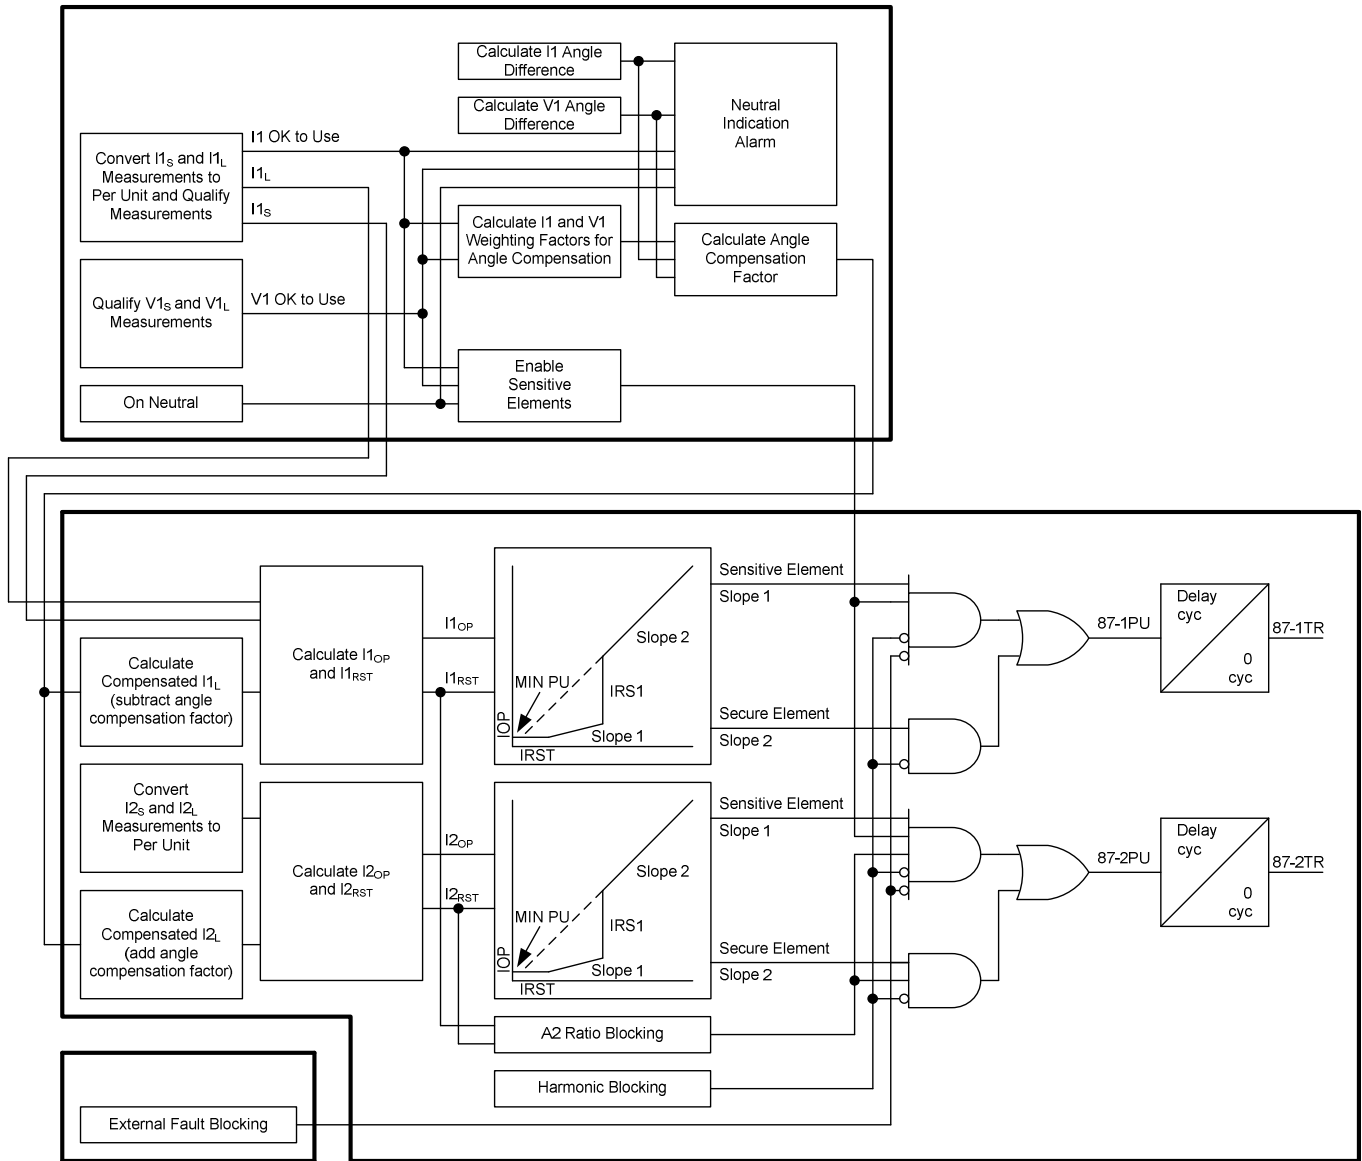 Calculate I1 Angle
Difference
Calculate V1 Angle
Difference
Neutral
Indication
Alarm
I1 OK to Use
Convert I1S and I1L
Measurements to
Per Unit and Qualify
Measurements
I1L
I1S
Calculate I1 and V1
Weighting Factors for
Angle Compensation
Calculate Angle
Compensation
Factor
Qualify V1S and V1L
Measurements
V1 OK to Use
Enable
Sensitive
Elements
On Neutral
Calculate I1OP
and I1RST
I1OP
I1RST
Calculate
Compensated I1L
(subtract angle
compensation factor)
Slope 2
MIN PU
IRS1
IOP
Slope 1
IRST
Sensitive Element
Slope 1
Secure Element
Slope 2
87-1PU
Delay
cyc
0
cyc
87-1TR
Convert
I2S and I2L
Measurements to
Per Unit
Calculate I2OP
and I2RST
I2OP
I2RST
Calculate
Compensated I2L
(add angle
compensation factor)
Slope 2
MIN PU
IRS1
IOP
Slope 1
IRST
Sensitive Element
Slope 1
Secure Element
Slope 2
87-2PU
Delay
cyc
0
cyc
87-2TR
A2 Ratio Blocking
Harmonic Blocking
External Fault Blocking